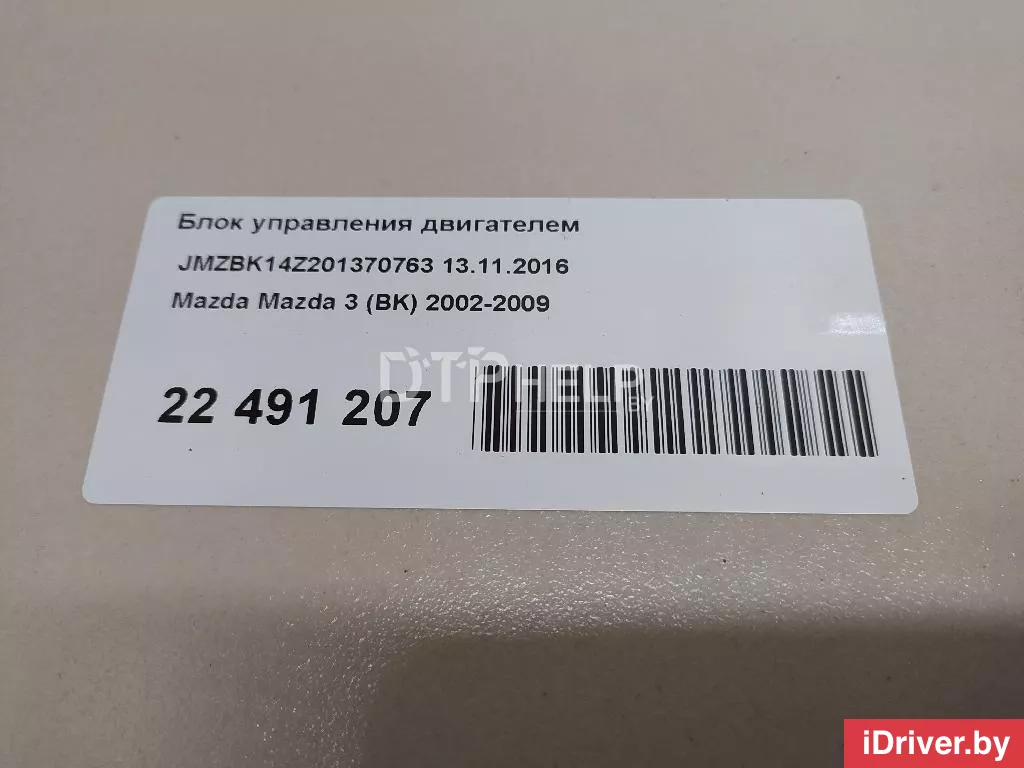 Блок управления двигателем
JMZBK14Z201370763 13.11.2016
Mazda Mazda 3 (BK) 2002-2009
DTPHELP
BY
22 491 207
iDriver.by